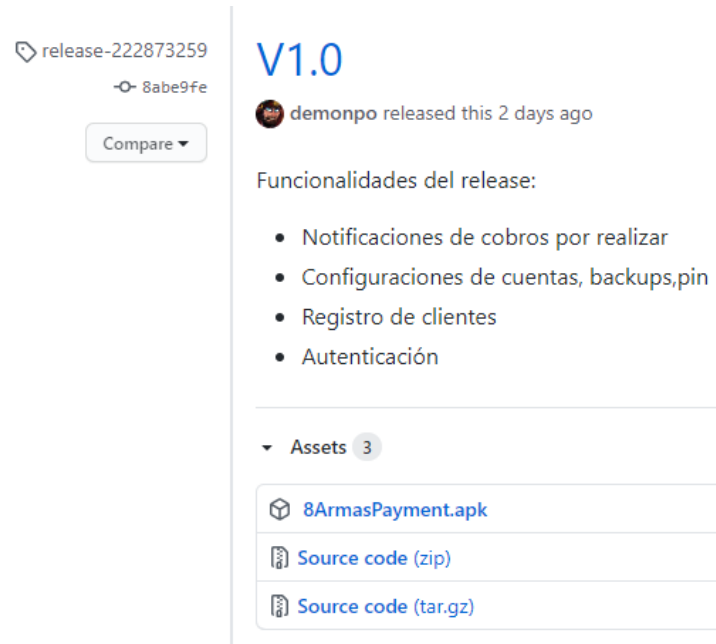 release-222873259
8abe9fe
Compare
V1.0
demonpo released this 2 days ago
Funcionalidades del release:
Notificaciones de cobros por realizar
Configuraciones de cuentas, backups,pin
Registro de clientes
Autenticación
Assets 3
8ArmasPayment.apk
Source code (zip)
Source code (tar.gz)